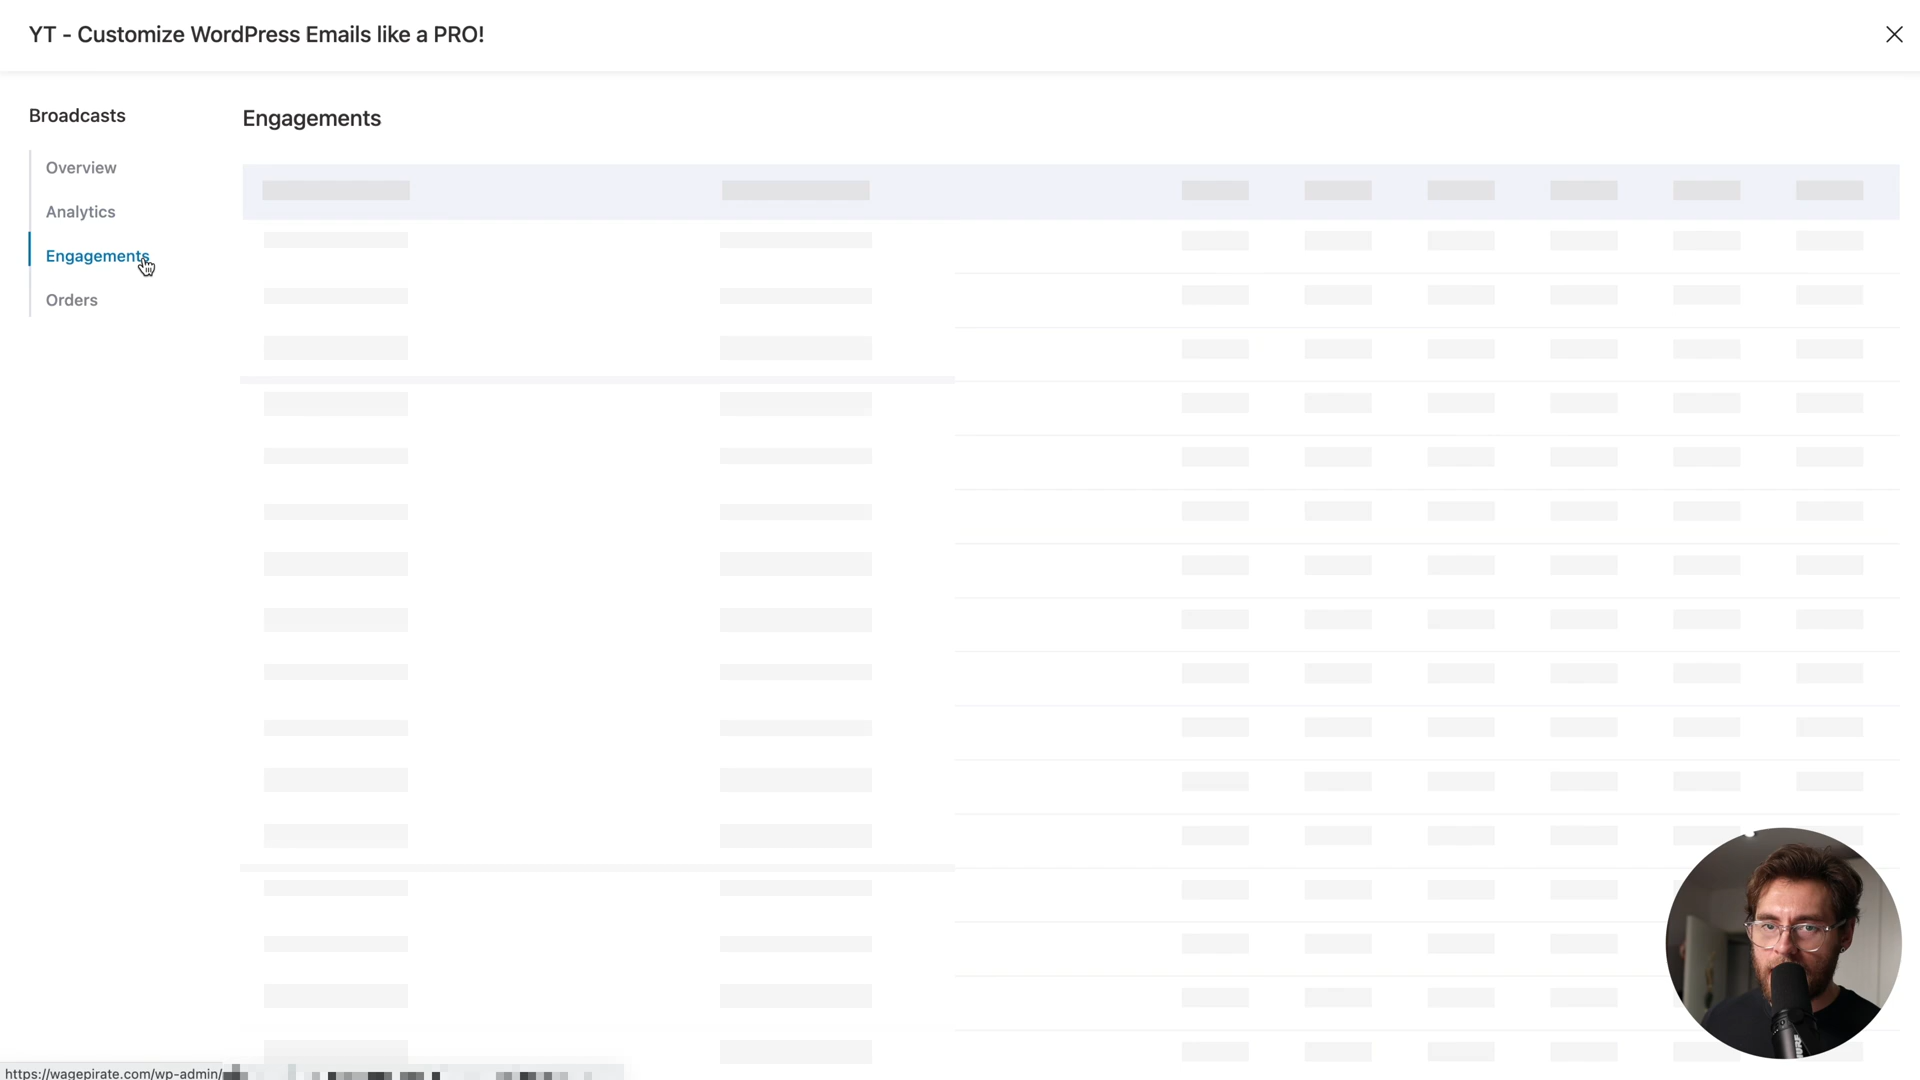 YT - Customize WordPress Emails like a PRO!
Broadcasts
Engagements
Overview
Analytics
Engagements
Orders
https://wagepirate.com/wp-admin/